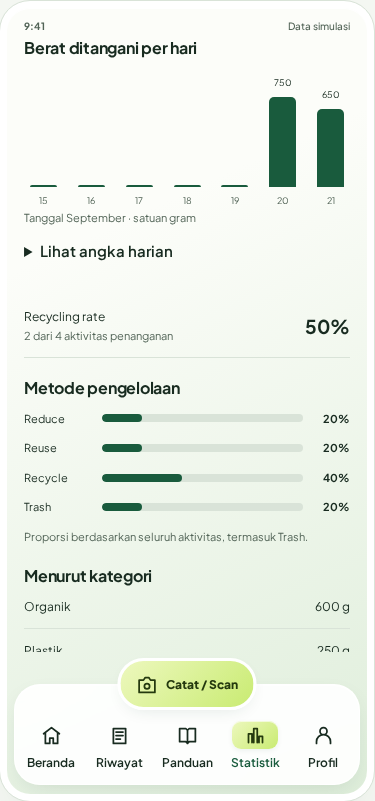 9:41
Data simulasi
Berat ditangani per hari
750
650
15 16 17 18 19 20 21
Tanggal September · satuan gram
Lihat angka harian
Recycling rate
50%
2 dari 4 aktivitas penanganan
Metode pengelolaan
Reduce 20%
Reuse 20%
Recycle 40%
Trash 20%
Proporsi berdasarkan seluruh aktivitas, termasuk Trash.
Menurut kategori
Organik 600 g
Plastik 250 g
Catat / Scan
Beranda Riwayat Panduan Statistik Profil